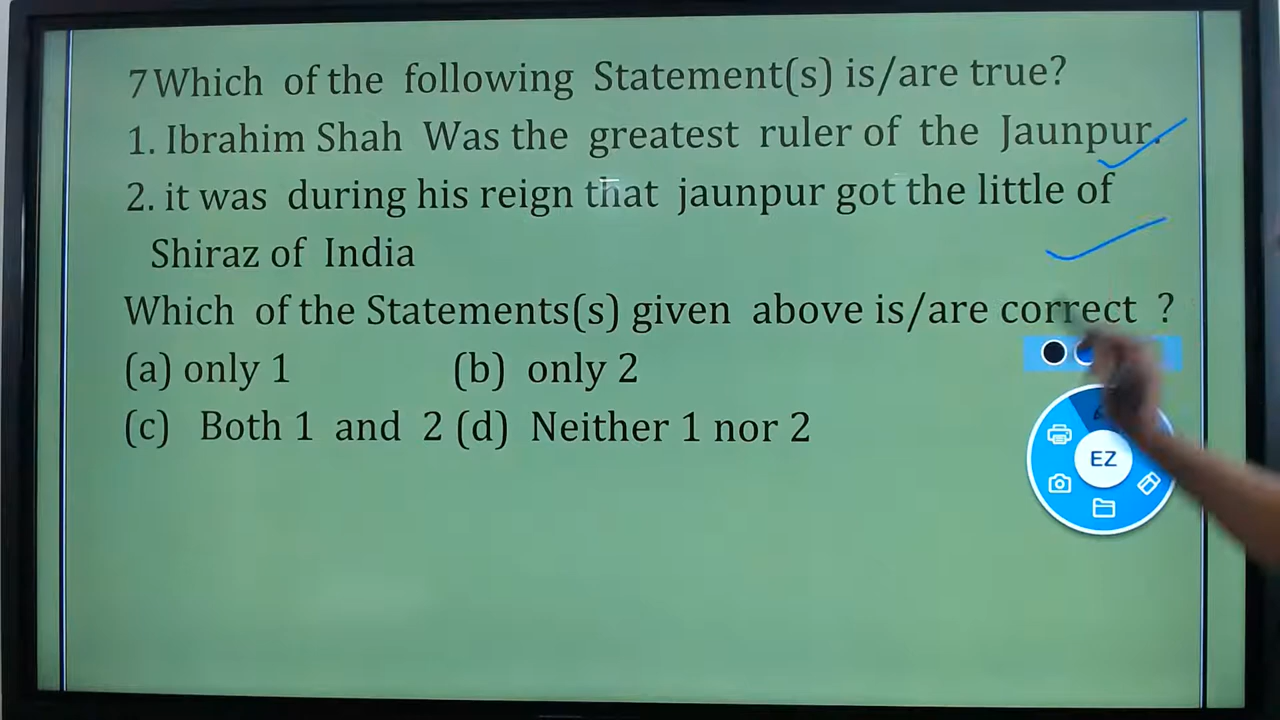 7 Which of the following Statement(s) is/are true?
1. Ibrahim Shah Was the greatest ruler of the Jaunpur.
2. it was during his reign that jaunpur got the little of
Shiraz of India
Which of the Statements(s) given above is/are correct ?
(a) only 1 (b) only 2
(c) Both 1 and 2 (d) Neither 1 nor 2
EZ